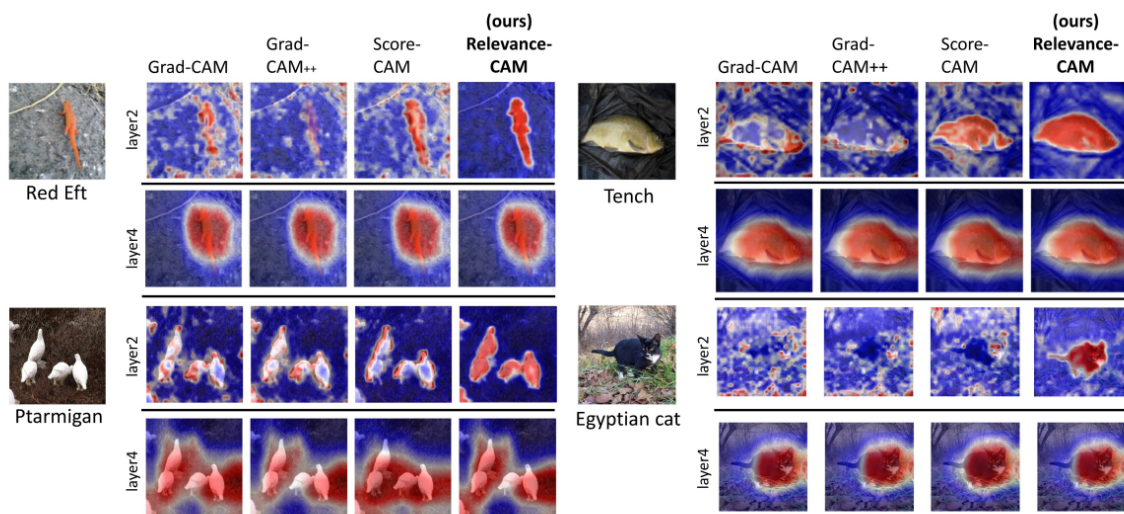 (ours)
Grad-CAM
Grad-
CAM++
Score-
CAM
Relevance-
CAM
layer2
Red Eft
layer4
layer2
Ptarmigan
layer4
(ours)
Grad-CAM
Grad-
CAM++
Score-
CAM
Relevance-
CAM
layer2
Tench
layer4
layer2
Egyptian cat
layer4